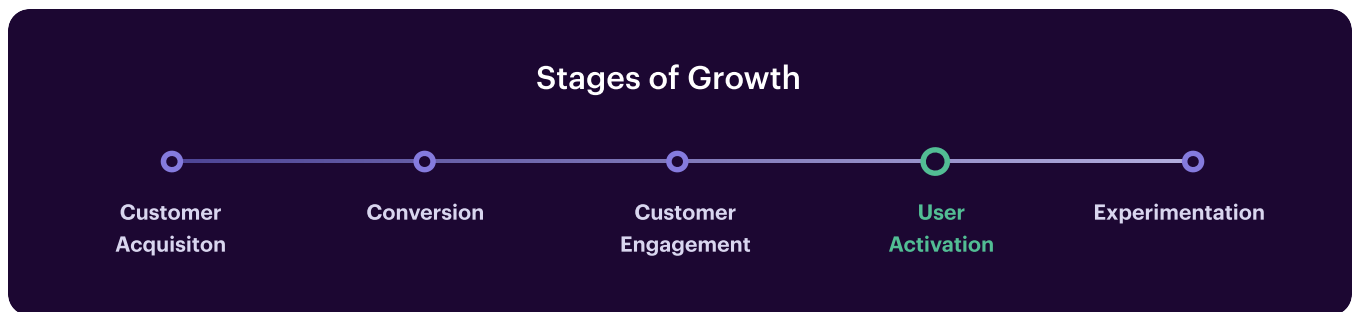 Stages of Growth
Customer
Acquisiton
Conversion
Customer
Engagement
User
Activation
Experimentation